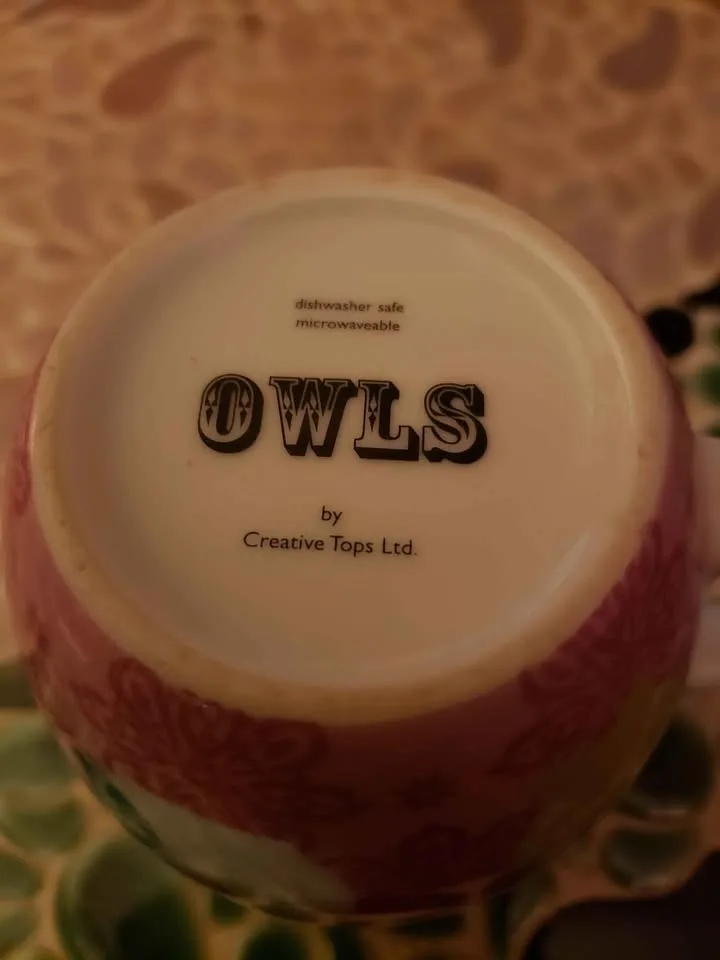 dishwasher safe
microwaveable
OWLS
by
Creative Tops Ltd.